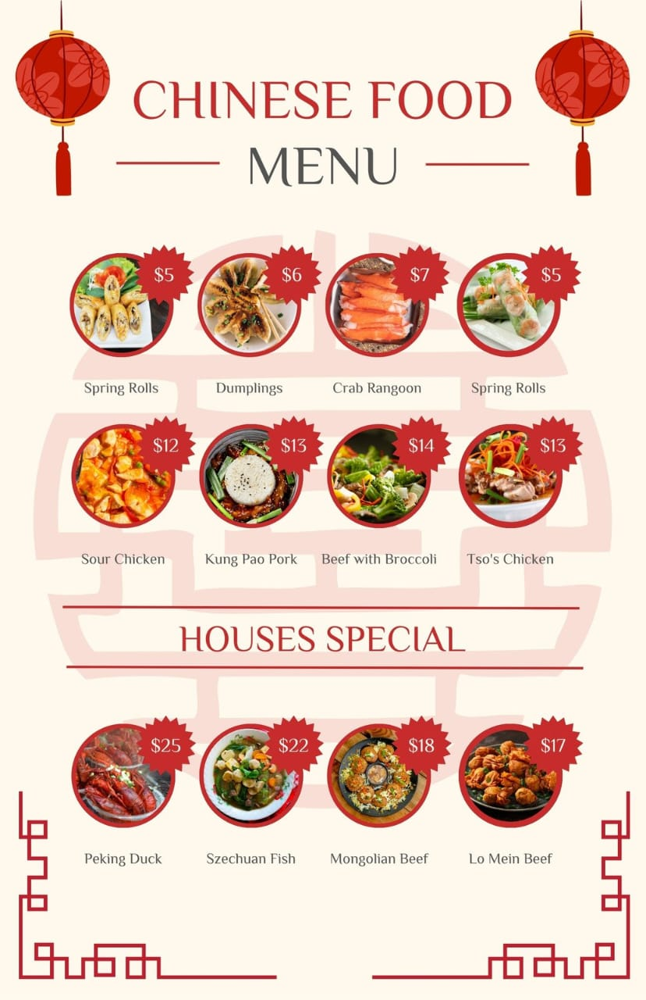 CHINESE FOOD
MENU
$5 $6 $7 $5
Spring Rolls Dumplings Crab Rangoon Spring Rolls
$12 $13 $14 $13
Sour Chicken Kung Pao Pork Beef with Broccoli Tso's Chicken
HOUSES SPECIAL
$25 $22 $18 $17
Peking Duck Szechuan Fish Mongolian Beef Lo Mein Beef